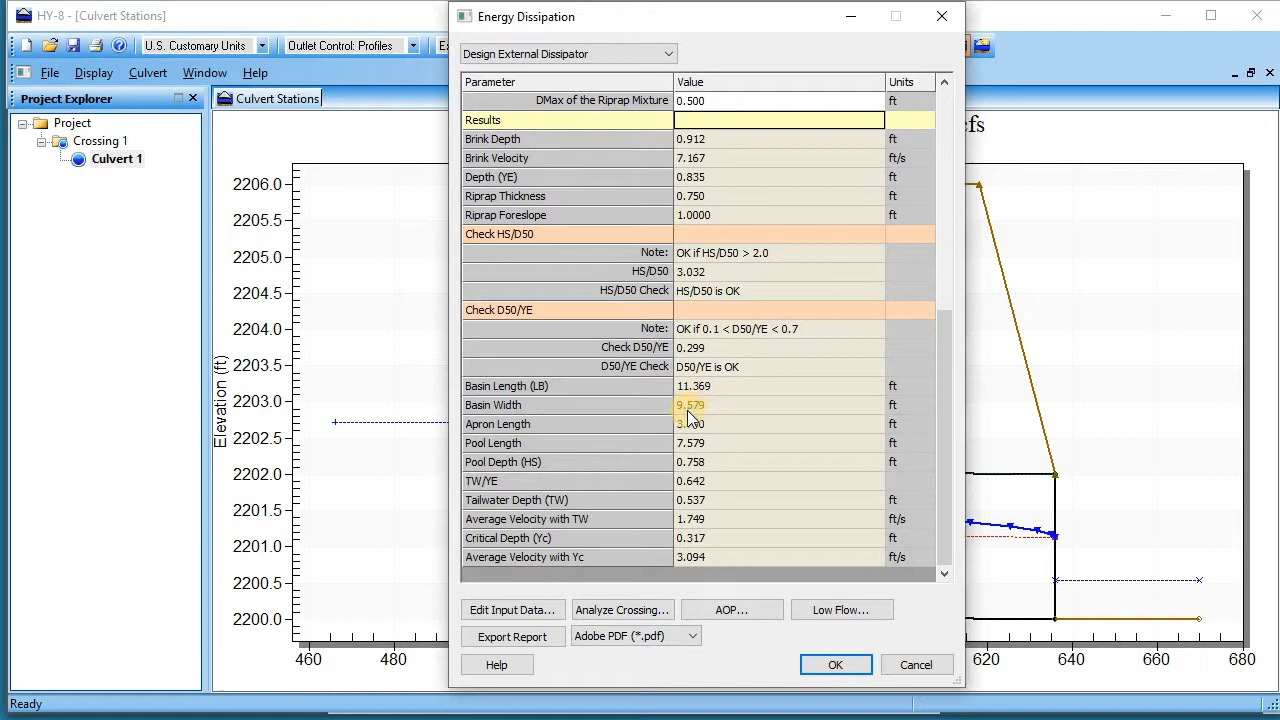 HY-8 - [Culvert Stations]
Energy Dissipation
U.S. Customary Units
Outlet Control: Profiles
File Display Culvert Window Help
Project Explorer
Culvert Stations
Project
Crossing 1
Culvert 1
cfs
Design External Dissipator
Parameter Value Units
DMax of the Riprap Mixture 0.500 ft
Results
Brink Depth 0.912 ft
Brink Velocity 7.167 ft/s
Depth (YE) 0.835 ft
Riprap Thickness 0.750 ft
Riprap Foreslope 1.0000 ft
Check HS/D50
Note: OK if HS/D50 > 2.0
HS/D50 3.032
HS/D50 Check HS/D50 is OK
Check D50/YE
Note: OK if 0.1 < D50/YE < 0.7
Check D50/YE 0.299
D50/YE Check D50/YE is OK
Basin Length (LB) 11.369 ft
Basin Width 9.579 ft
Apron Length ft
Pool Length 7.579 ft
Pool Depth (HS) 0.758 ft
TW/YE 0.642
Tailwater Depth (TW) 0.537 ft
Average Velocity with TW 1.749 ft/s
Critical Depth (Yc) 0.317 ft
Average Velocity with Yc 3.094 ft/s
Edit Input Data... Analyze Crossing... AOP... Low Flow...
Export Report Adobe PDF (*.pdf)
Help OK Cancel
Elevation (ft)
2206.0
2205.5
2205.0
2204.5
2204.0
2203.5
2203.0
2202.5
2202.0
2201.5
2201.0
2200.5
2200.0
460 480 500 620 640 660 680
Ready